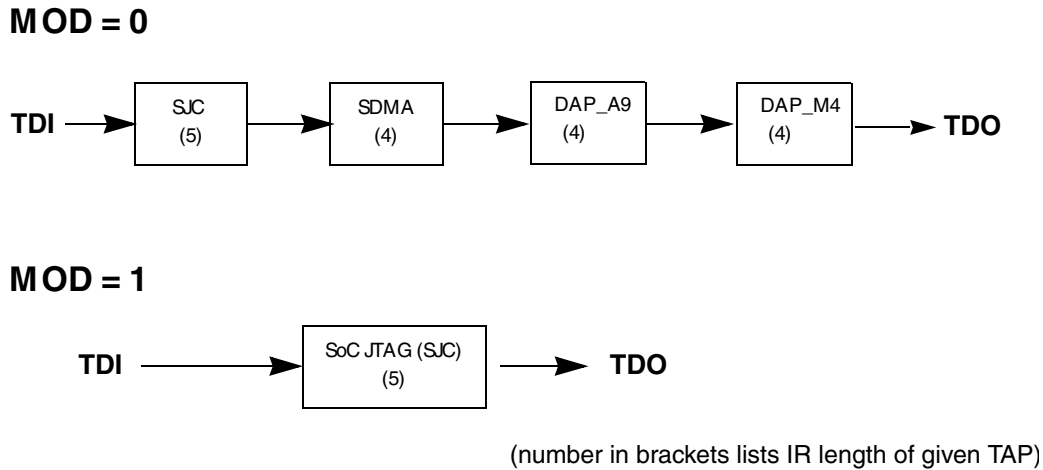 MOD = 0
TDI
SJC
(5)
SDMA
(4)
DAP_A9
(4)
DAP_M4
(4)
TDO
MOD = 1
TDI
SoC JTAG (SJC)
(5)
TDO
(number in brackets lists IR length of given TAP)